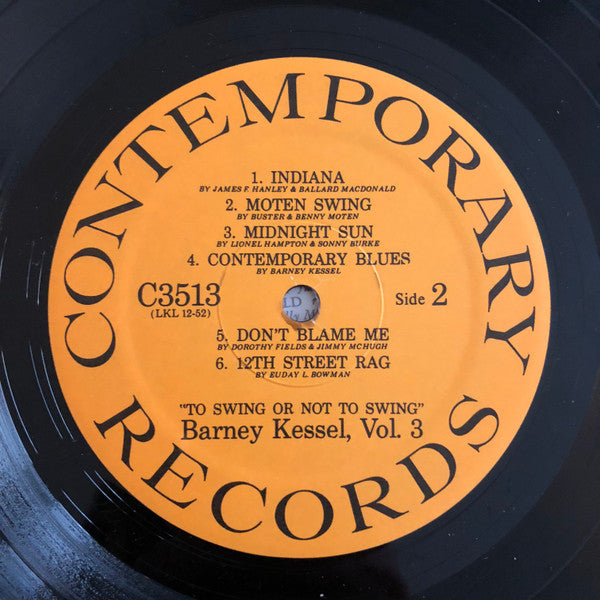 CONTEMPORARY
1. INDIANA
BY JAMES F. HANLEY & BALLARD MACDONALD
2. MOTEN SWING
BY BUSTER & BENNY MOTEN
3. MIDNIGHT SUN
BY LIONEL HAMPTON & SONNY BURKE
4. CONTEMPORARY BLUES
BY BARNEY KESSEL
C3513
(LKL 12-52)
Side 2
5. DON'T BLAME ME
BY DOROTHY FIELDS & JIMMY MCHUGH
6. 12TH STREET RAG
BY EUDAY L. BOWMAN
"TO SWING OR NOT TO SWING"
Barney Kessel, Vol. 3
RECORDS